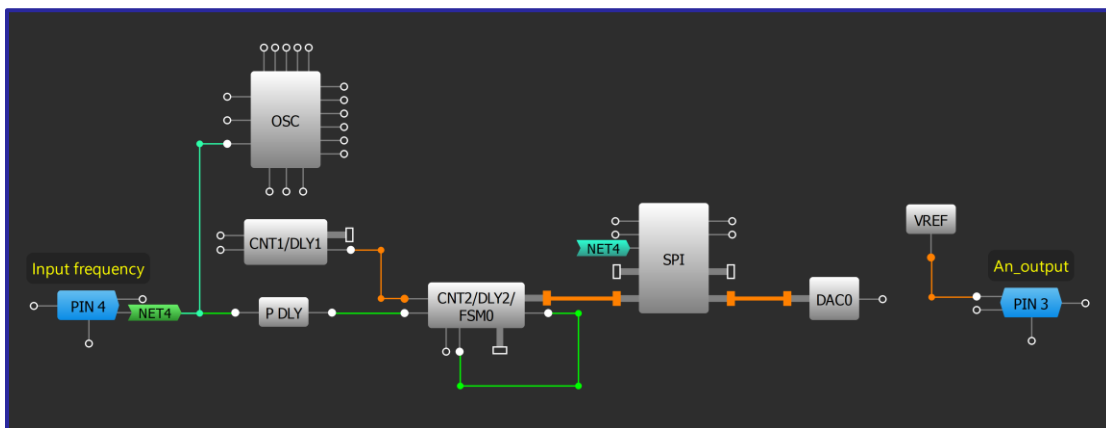 OSC
CNT1/DLY1
VREF
NET4
SPI
Input frequency
An_output
PIN 4
NET4
P DLY
CNT2/DLY2/
FSM0
DAC0
PIN 3